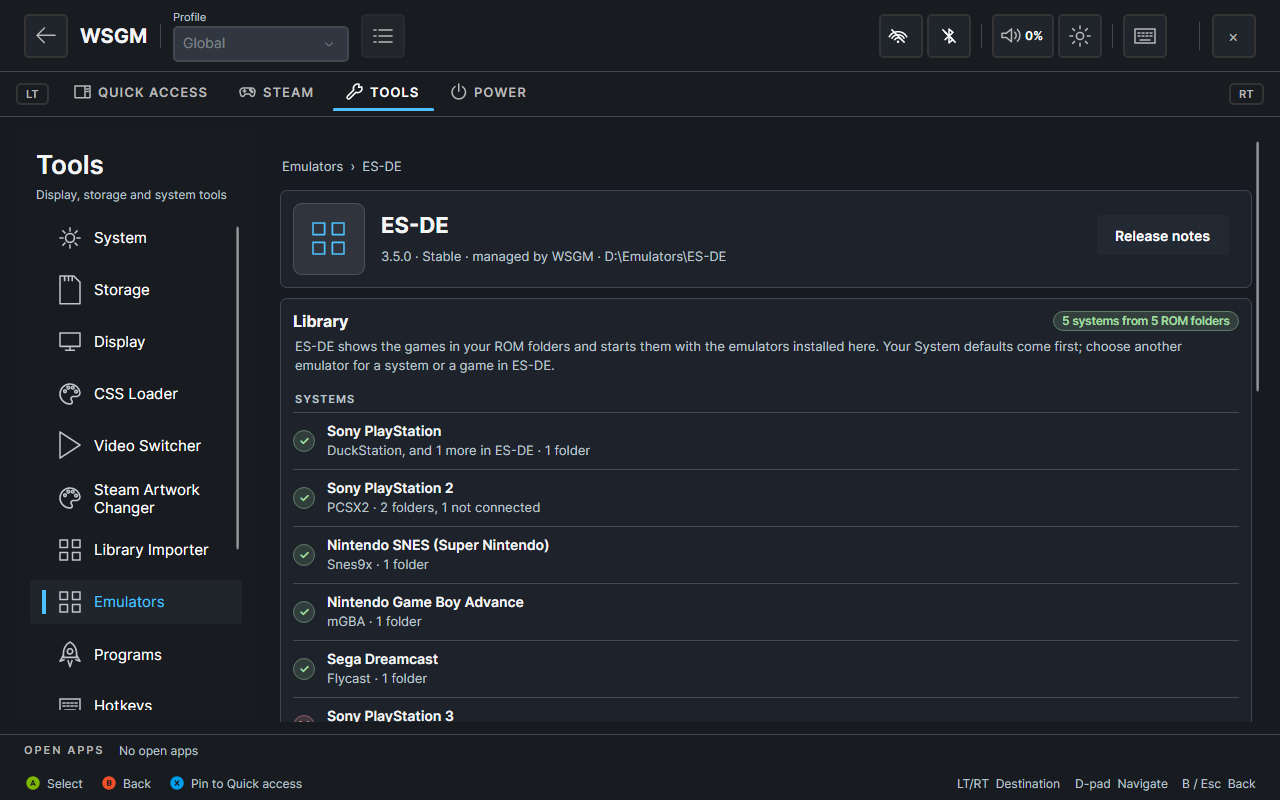 WSGM
Profile
Global
0%
×
LT
QUICK ACCESS
STEAM
TOOLS
POWER
RT
Tools
Display, storage and system tools
System
Storage
Display
CSS Loader
Video Switcher
Steam Artwork
Changer
Library Importer
Emulators
Programs
Hotkeys
Emulators › ES-DE
ES-DE
3.5.0 · Stable · managed by WSGM · D:\Emulators\ES-DE
Release notes
Library
5 systems from 5 ROM folders
ES-DE shows the games in your ROM folders and starts them with the emulators installed here. Your System defaults come first; choose another
emulator for a system or a game in ES-DE.
SYSTEMS
Sony PlayStation
DuckStation, and 1 more in ES-DE · 1 folder
Sony PlayStation 2
PCSX2 · 2 folders, 1 not connected
Nintendo SNES (Super Nintendo)
Snes9x · 1 folder
Nintendo Game Boy Advance
mGBA · 1 folder
Sega Dreamcast
Flycast · 1 folder
Sony PlayStation 3
OPEN APPS No open apps
A Select B Back X Pin to Quick access
LT/RT Destination D-pad Navigate B / Esc Back